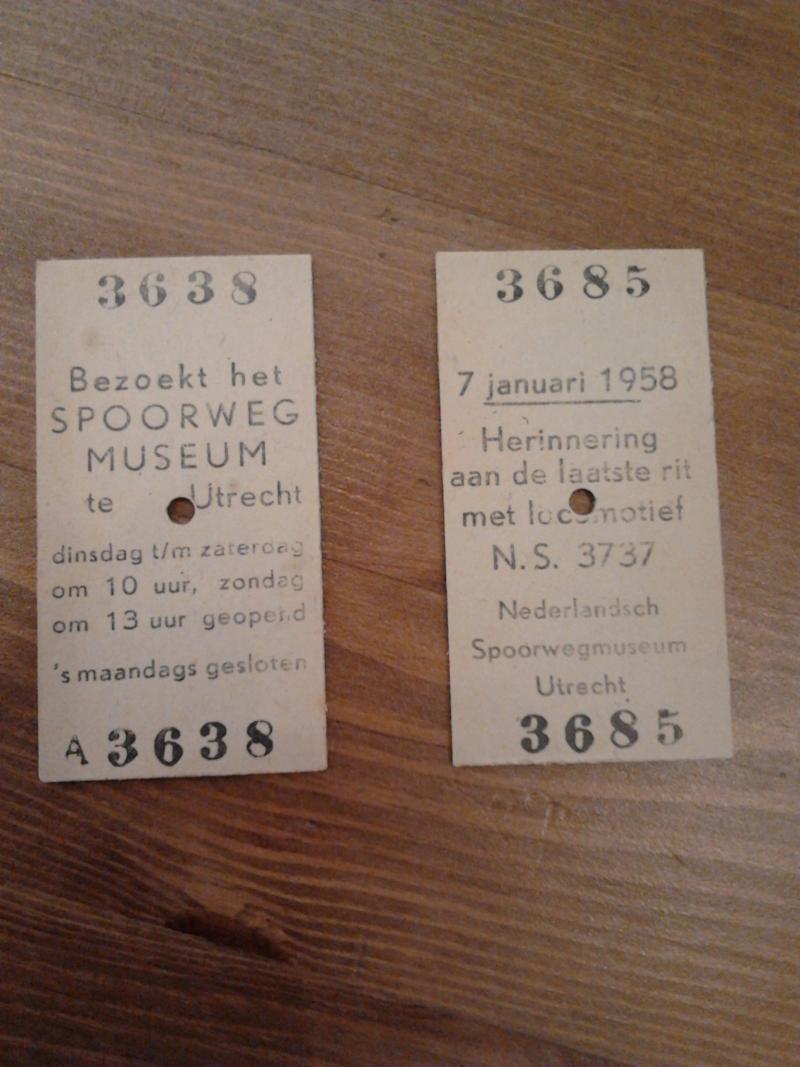 3638
Bezoekt het
SPOORWEG
MUSEUM
te Utrecht
dinsdag t/m zaterdag
om 10 uur, zondag
om 13 uur geopend
's maandags gesloten
A 3638
3685
7 januari 1958
Herinnering
aan de laatste rit
met locomotief
N.S. 3737
Nederlandsch
Spoorwegmuseum
Utrecht
3685